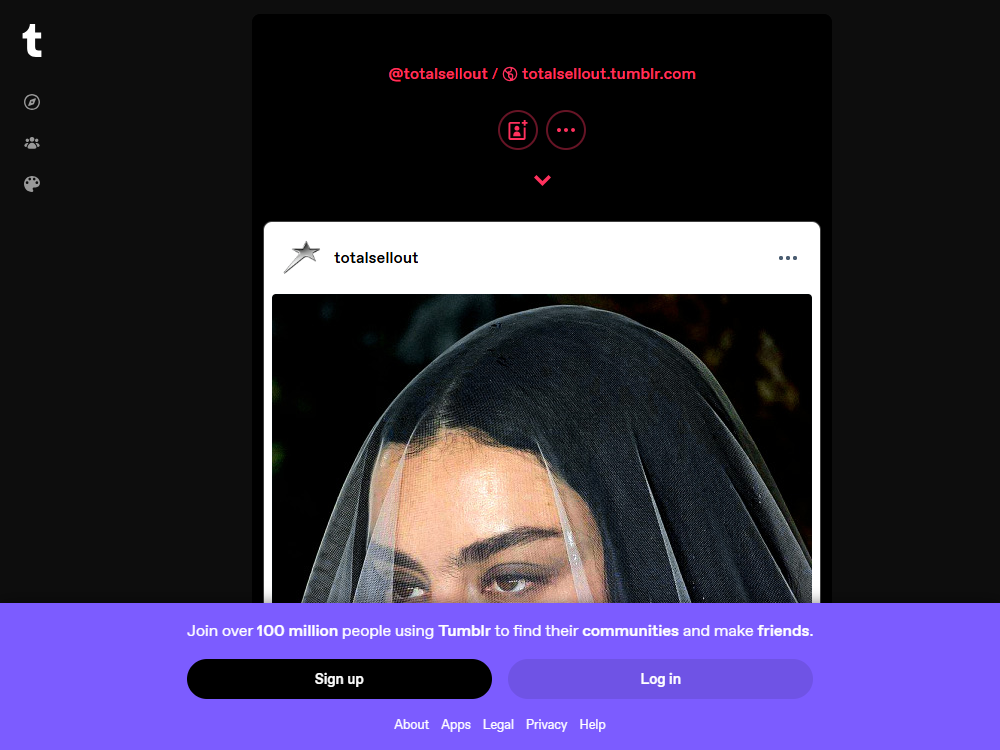 @totalsellout / totalsellout.tumblr.com
totalsellout
Join over 100 million people using Tumblr to find their communities and make friends.
Sign up
Log in
About Apps Legal Privacy Help